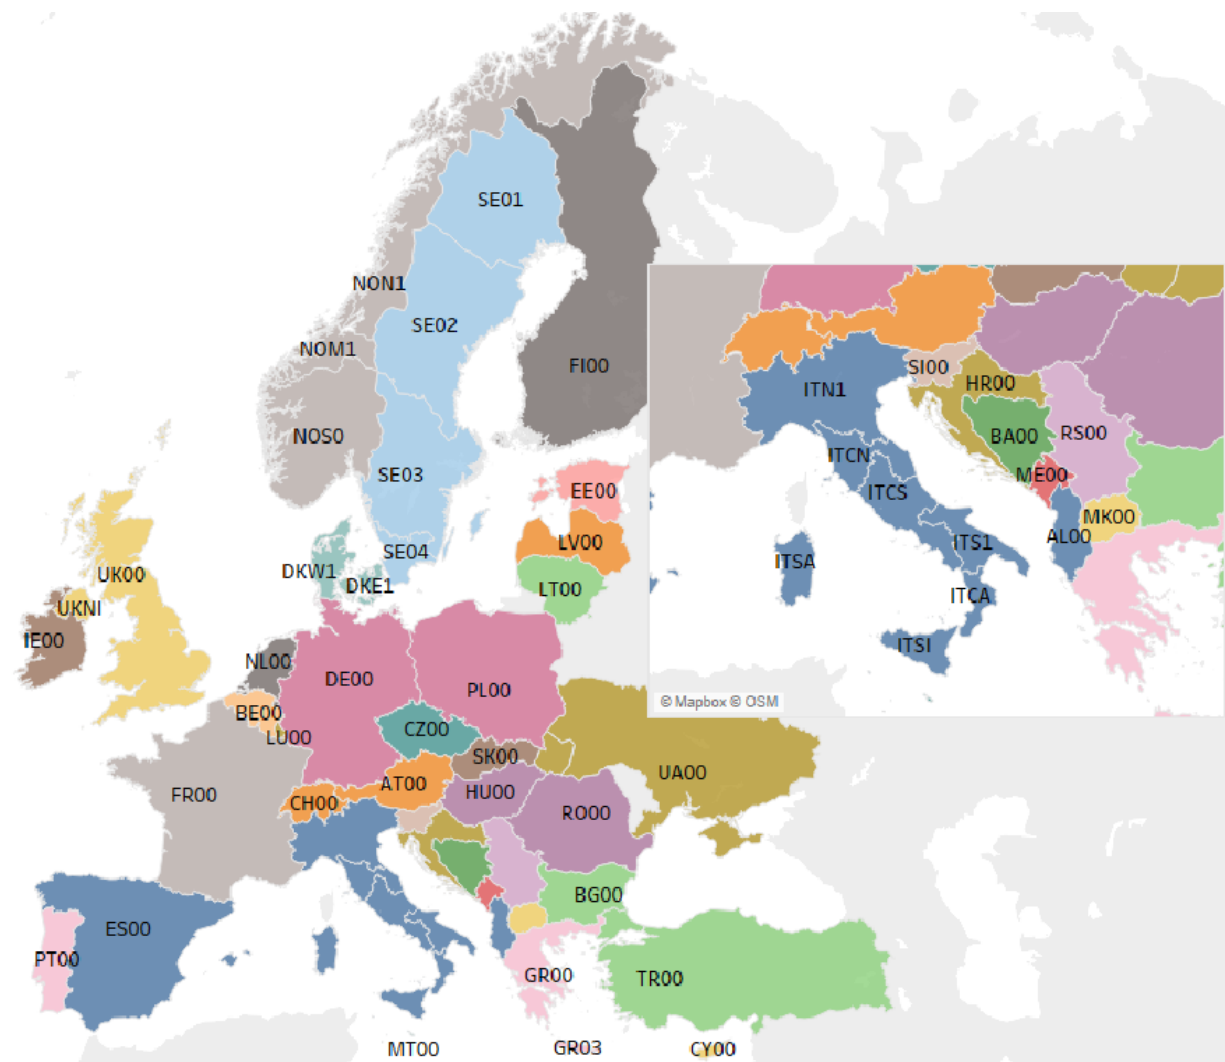 SE01
NON1
SE02
NOM1
FI00
NOS0
SE03
EE00
LV00
SE04
DKW1
DKE1
LT00
UK00
UKNI
IE00
NL00
DE00
PL00
BE00
LU00
CZ00
SK00
UA00
AT00
HU00
FR00
CH00
RO00
BG00
ES00
PT00
GR00
TR00
MT00
GR03
CY00
SI00
HR00
ITN1
BA00
RS00
ITCN
ME00
ITCS
MK00
AL00
ITS1
ITSA
ITCA
ITSI
© Mapbox © OSM